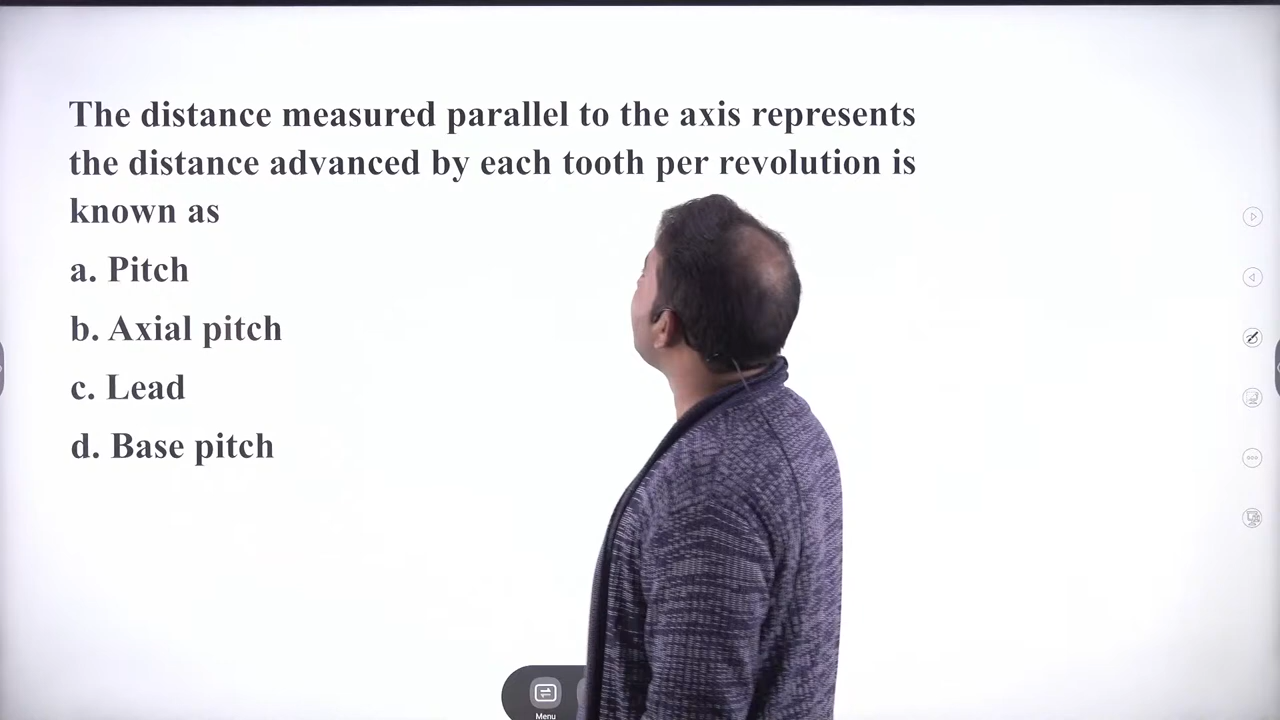 The distance measured parallel to the axis represents
the distance advanced by each tooth per revolution is
known as
a. Pitch
b. Axial pitch
c. Lead
d. Base pitch
Menu